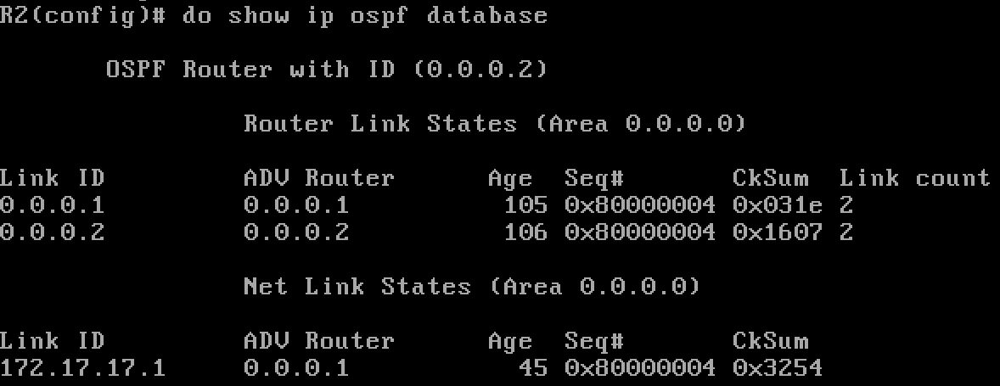 R2(config)# do show ip ospf database
OSPF Router with ID (0.0.0.2)
Router Link States (Area 0.0.0.0)
Link ID ADV Router Age Seq# CkSum Link count
0.0.0.1 0.0.0.1 105 0x80000004 0x031e 2
0.0.0.2 0.0.0.2 106 0x80000004 0x1607 2
Net Link States (Area 0.0.0.0)
Link ID ADV Router Age Seq# CkSum
172.17.17.1 0.0.0.1 45 0x80000004 0x3254